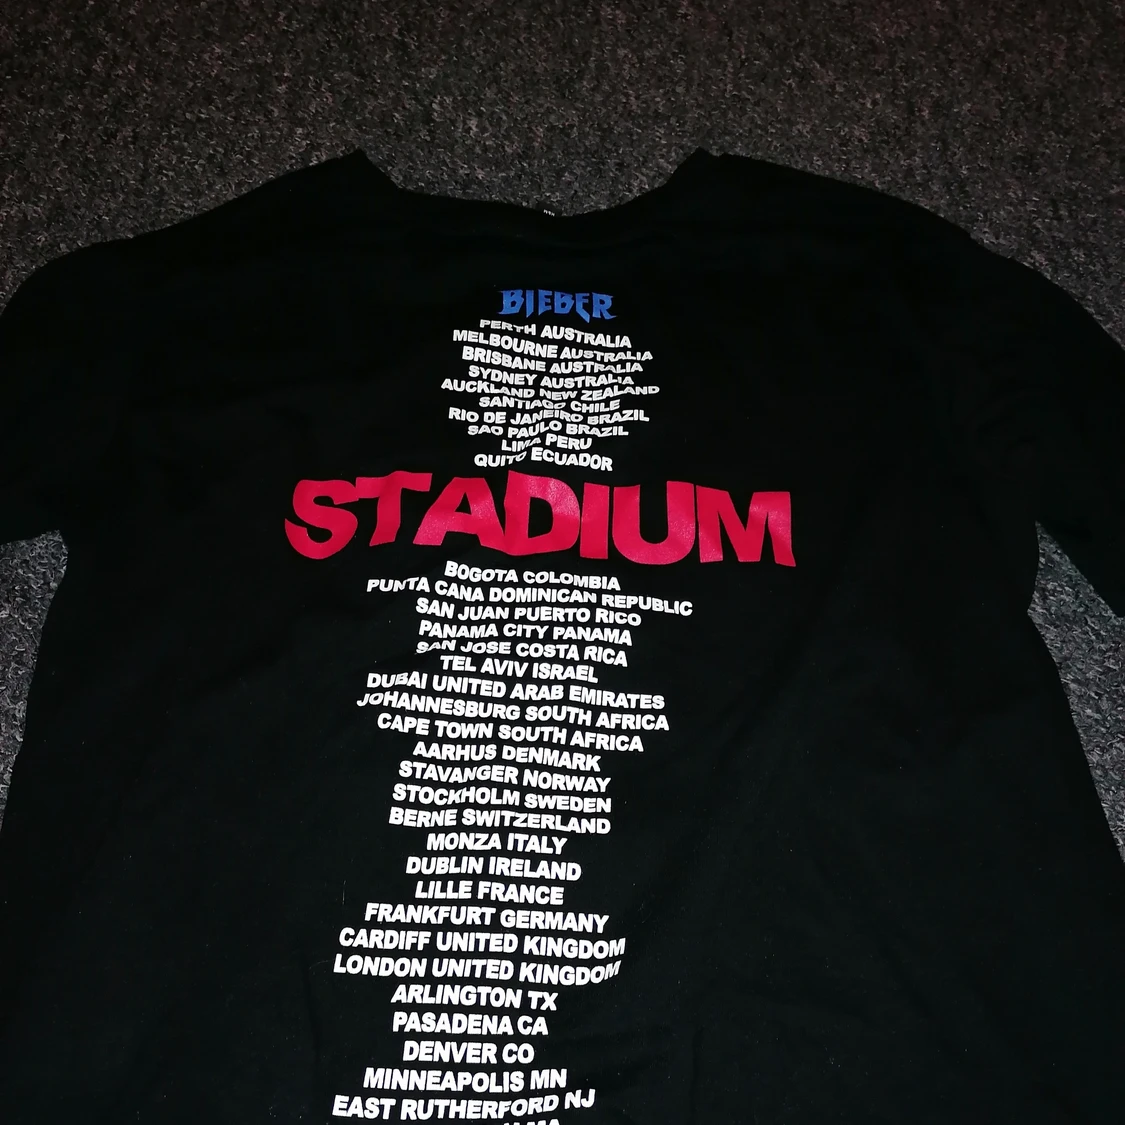 BIEBER
PERTH AUSTRALIA
MELBOURNE AUSTRALIA
BRISBANE AUSTRALIA
SYDNEY AUSTRALIA
AUCKLAND NEW ZEALAND
SANTIAGO CHILE
RIO DE JANEIRO BRAZIL
SAO PAULO BRAZIL
LIMA PERU
QUITO ECUADOR
STADIUM
BOGOTA COLOMBIA
PUNTA CANA DOMINICAN REPUBLIC
SAN JUAN PUERTO RICO
PANAMA CITY PANAMA
SAN JOSE COSTA RICA
TEL AVIV ISRAEL
DUBAI UNITED ARAB EMIRATES
JOHANNESBURG SOUTH AFRICA
CAPE TOWN SOUTH AFRICA
AARHUS DENMARK
STAVANGER NORWAY
STOCKHOLM SWEDEN
BERNE SWITZERLAND
MONZA ITALY
DUBLIN IRELAND
LILLE FRANCE
FRANKFURT GERMANY
CARDIFF UNITED KINGDOM
LONDON UNITED KINGDOM
ARLINGTON TX
PASADENA CA
DENVER CO
MINNEAPOLIS MN
EAST RUTHERFORD NJ
MA